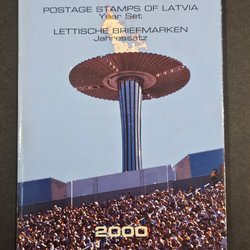 POSTAGE STAMPS OF LATVIA
Year Set
LETTISCHE BRIEFMARKEN
Jahressatz
2000